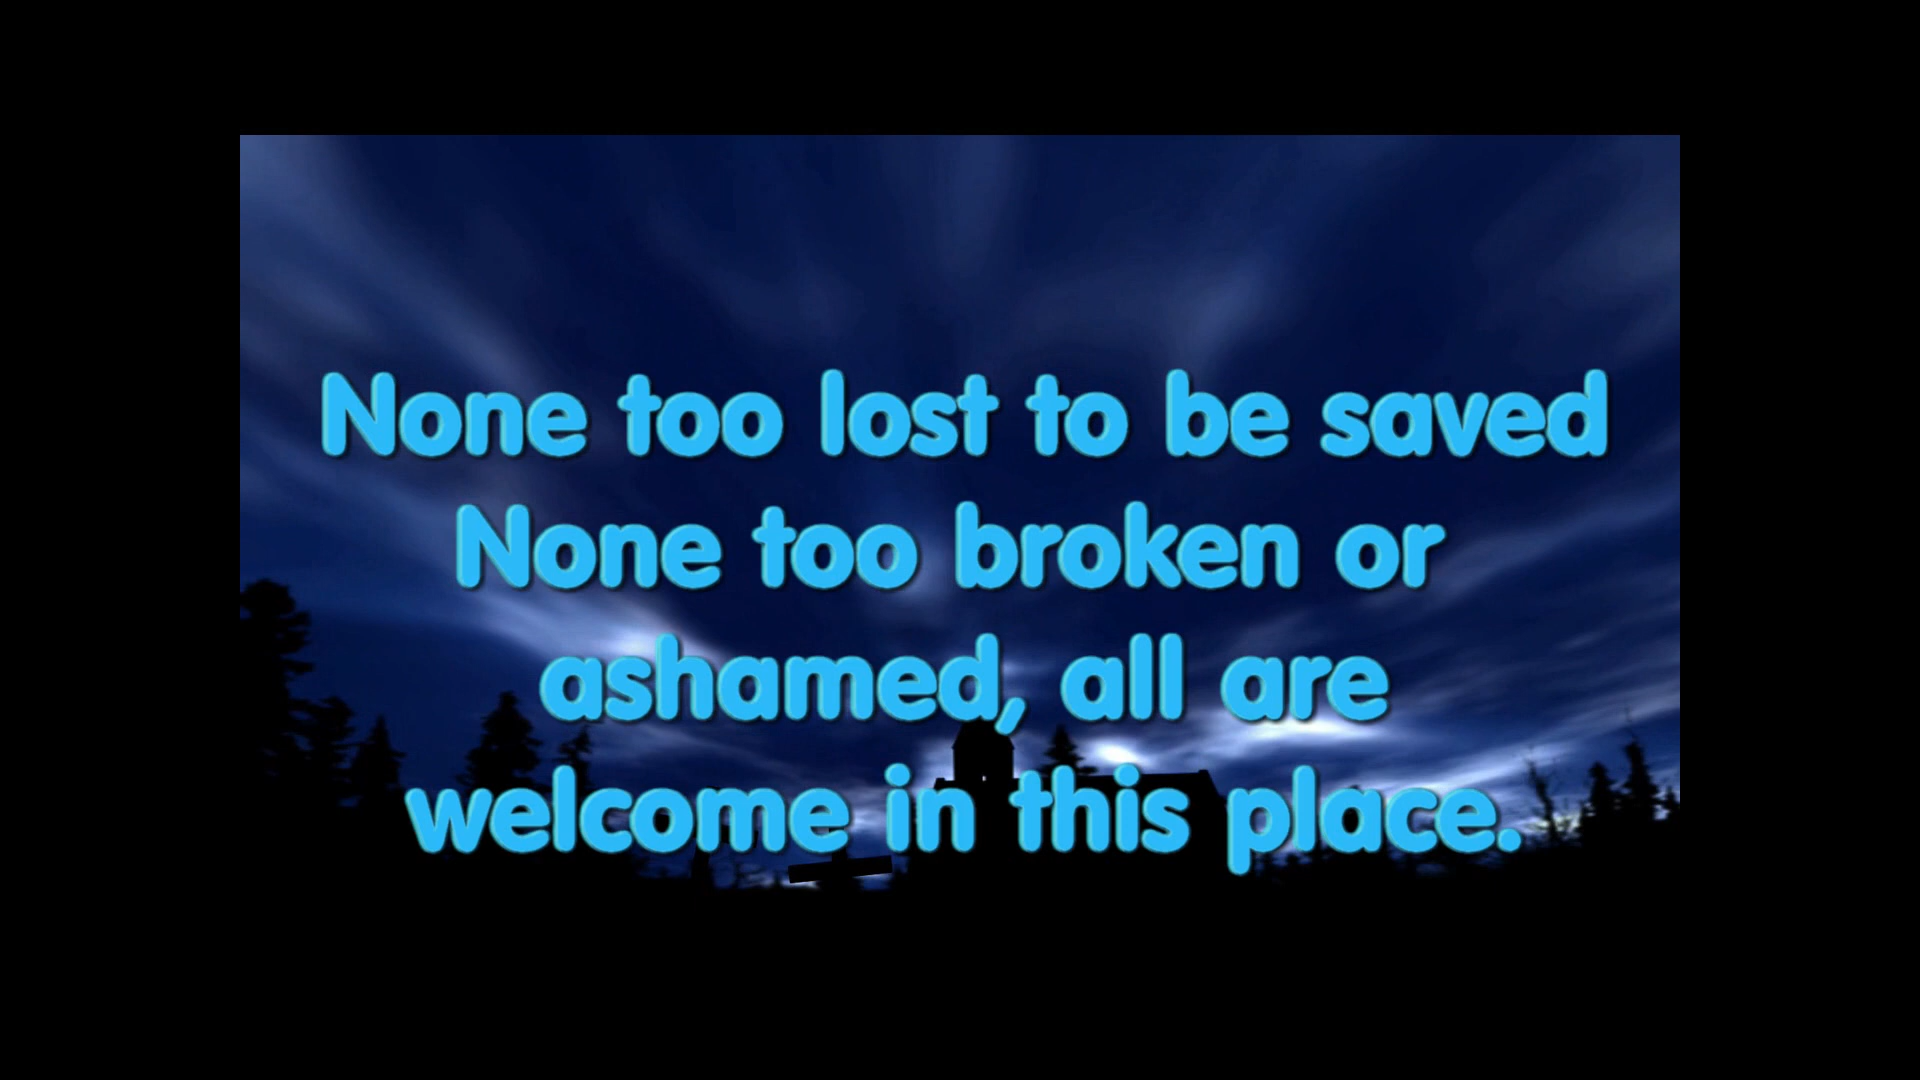 None too lost to be saved
None too broken or
ashamed, all are
welcome in this place.